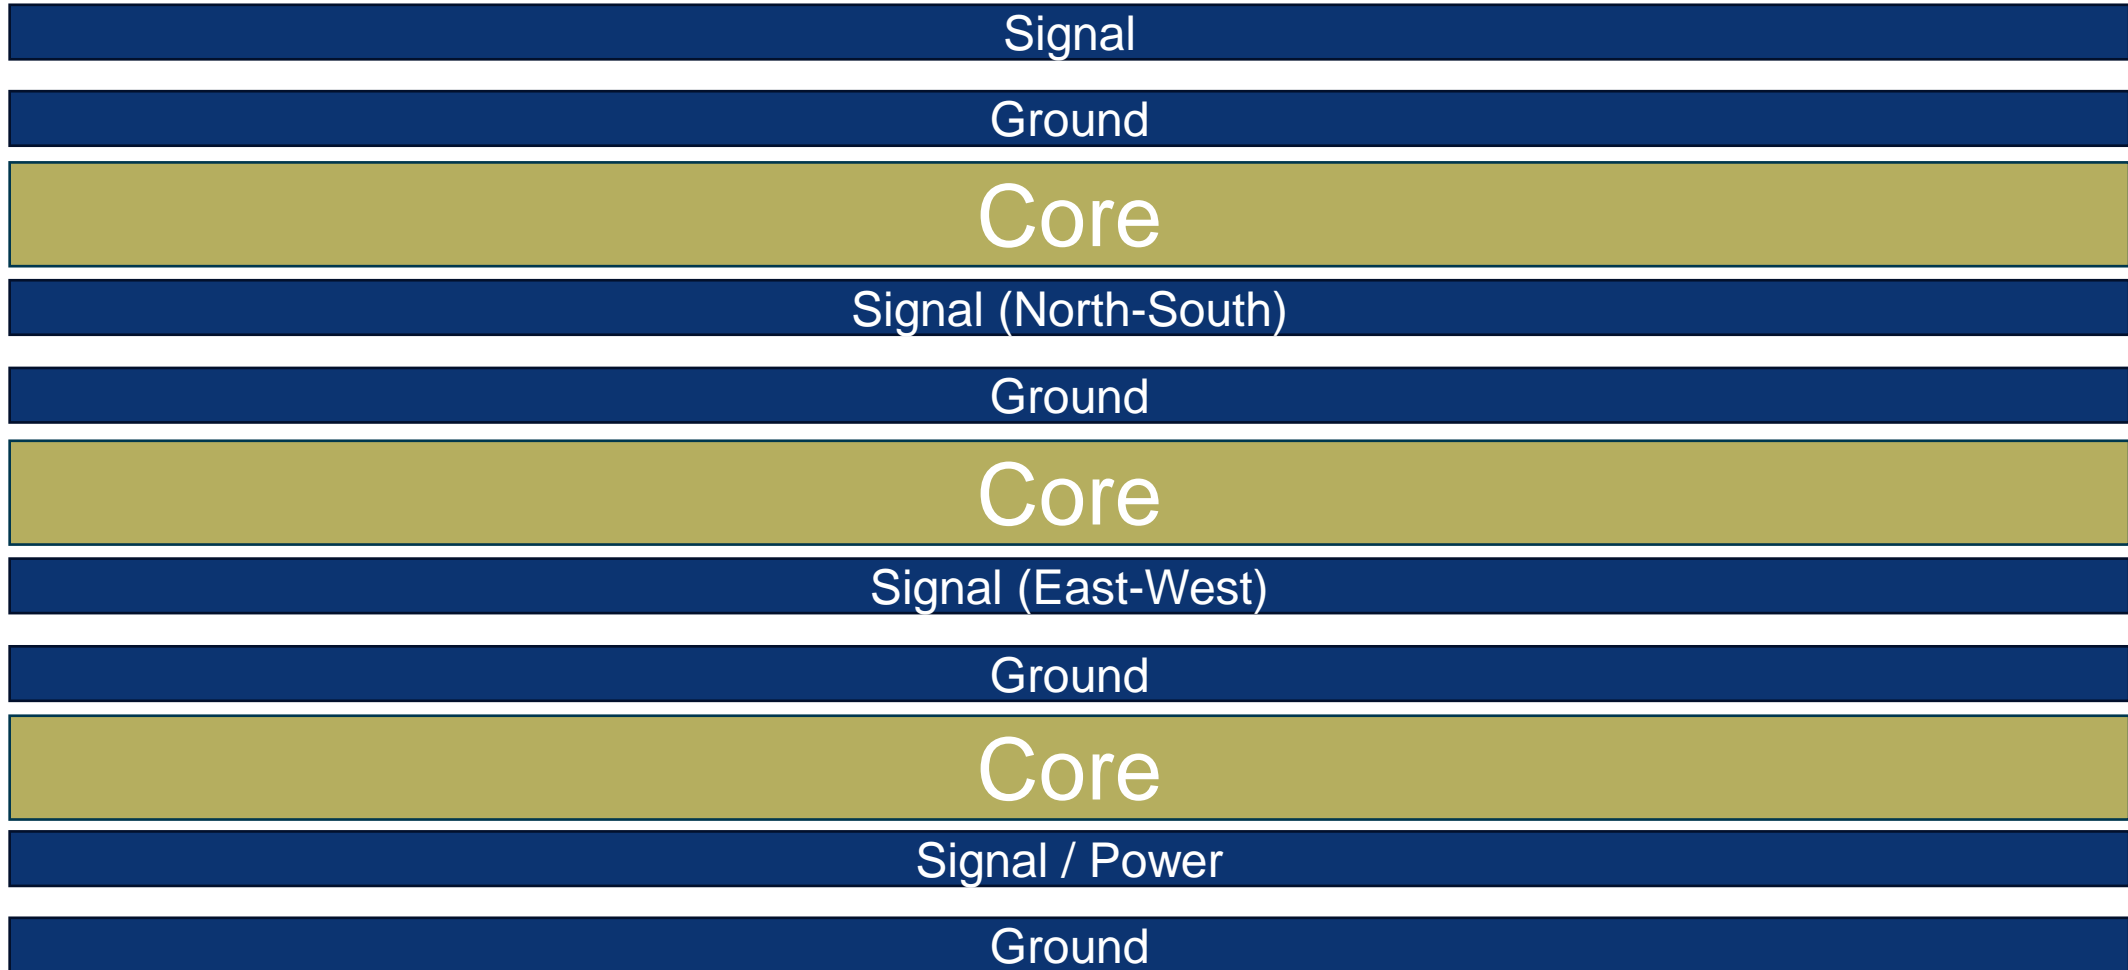 Signal
Ground
Core
Signal (North-South)
Ground
Core
Signal (East-West)
Ground
Core
Signal / Power
Ground